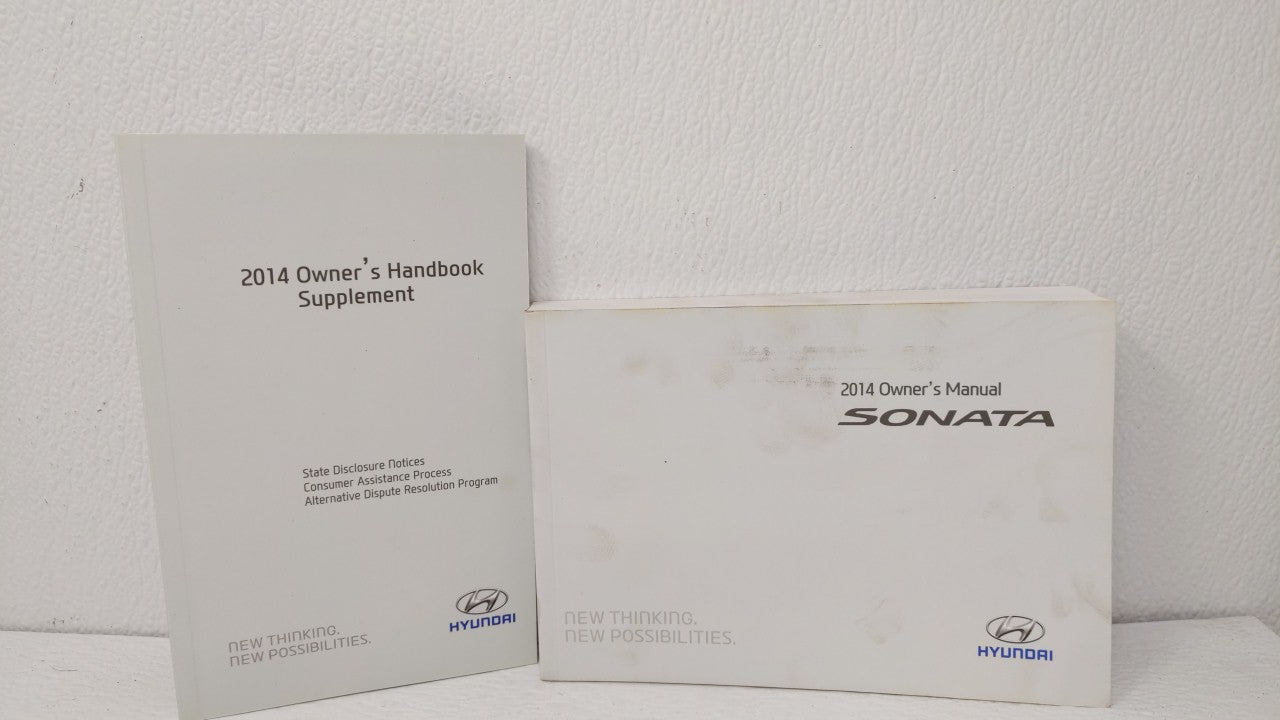 2014 Owner's Handbook
Supplement
State Disclosure Notices
Consumer Assistance Process
Alternative Dispute Resolution Program
NEW THINKING.
NEW POSSIBILITIES.
HYUNDAI
2014 Owner's Manual
SONATA
NEW THINKING.
NEW POSSIBILITIES.
HYUNDAI